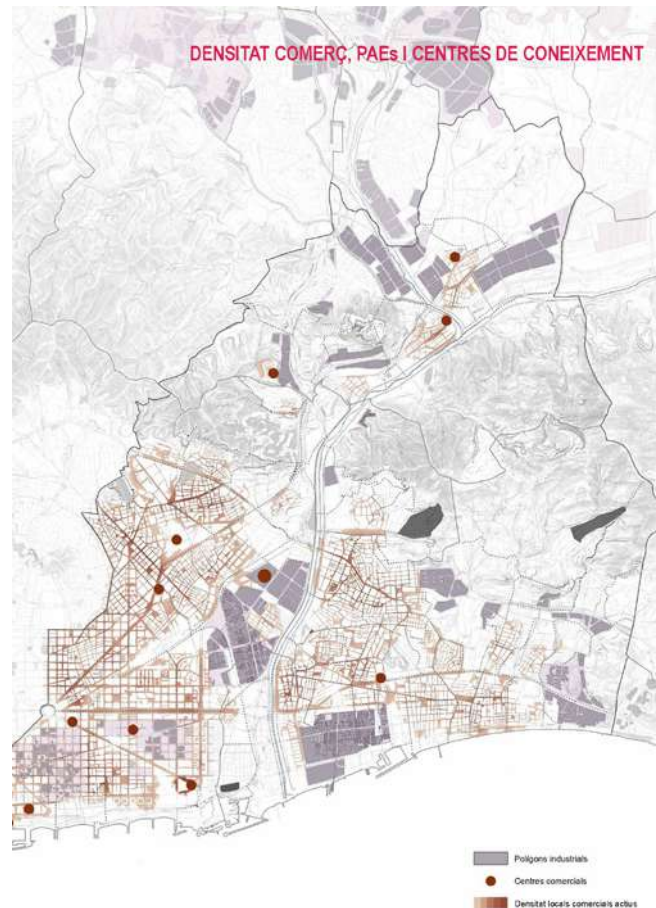 DENSITAT COMERÇ, PAEs I CENTRES DE CONEIXEMENT
Polígons industrials
Centres comercials
Densitat locals comercials actius